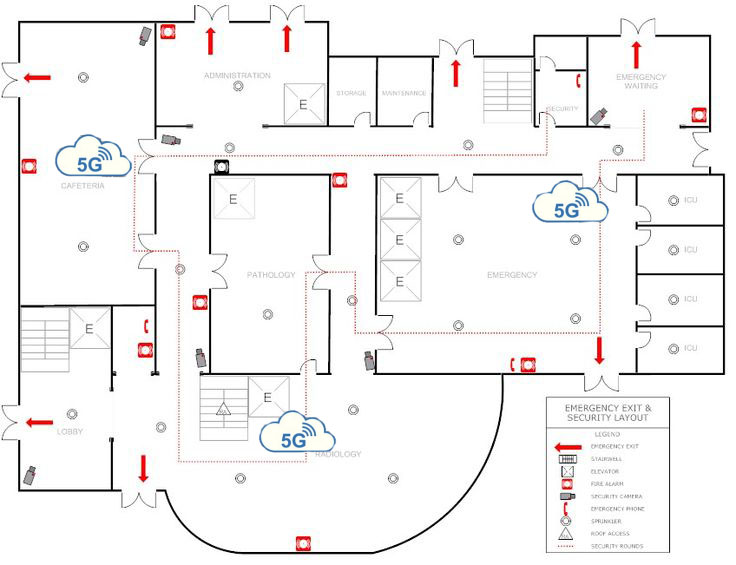 E
ADMINISTRATION
EMERGENCY
WAITING
STORAGE
MAINTENANCE
SECURITY
5G
CAFETERIA
E
5G
ICU
E
ICU
PATHOLOGY
EMERGENCY
E
ICU
E
ICU
E
5G
RADIOLOGY
LOBBY
EMERGENCY EXIT &
SECURITY LAYOUT
LEGEND
EMERGENCY EXIT
STAIRWELL
ELEVATOR
FIRE ALARM
SECURITY CAMERA
EMERGENCY PHONE
SPRINKLER
ROOF ACCESS
SECURITY ROUNDS